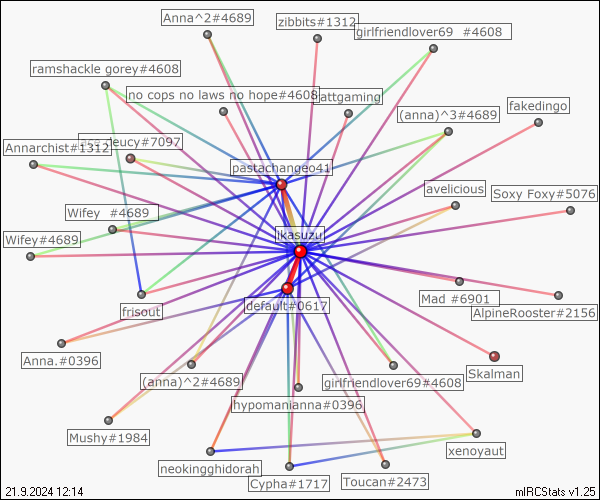 Anna^2#4689
zibbits#1312
girlfriendlover69 #4608
ramshackle gorey#4608
no cops no laws no hope#4608
attgaming
fakedingo
(anna)^3#4689
leucy#7097
Annarchist#1312
pastachangeo41
avelicious
Soxy Foxy#5076
Wifey #4689
ikasuzu
Wifey#4689
Mad #6901
default#0617
frisout
AlpineRooster#2156
Anna.#0396
Skalman
(anna)^2#4689
girlfriendlover69#4608
hypomanianna#0396
Mushy#1984
xenoyaut
neokingghidorah
Toucan#2473
Cypha#1717
21.9.2024 12:14
mIRCStats v1.25